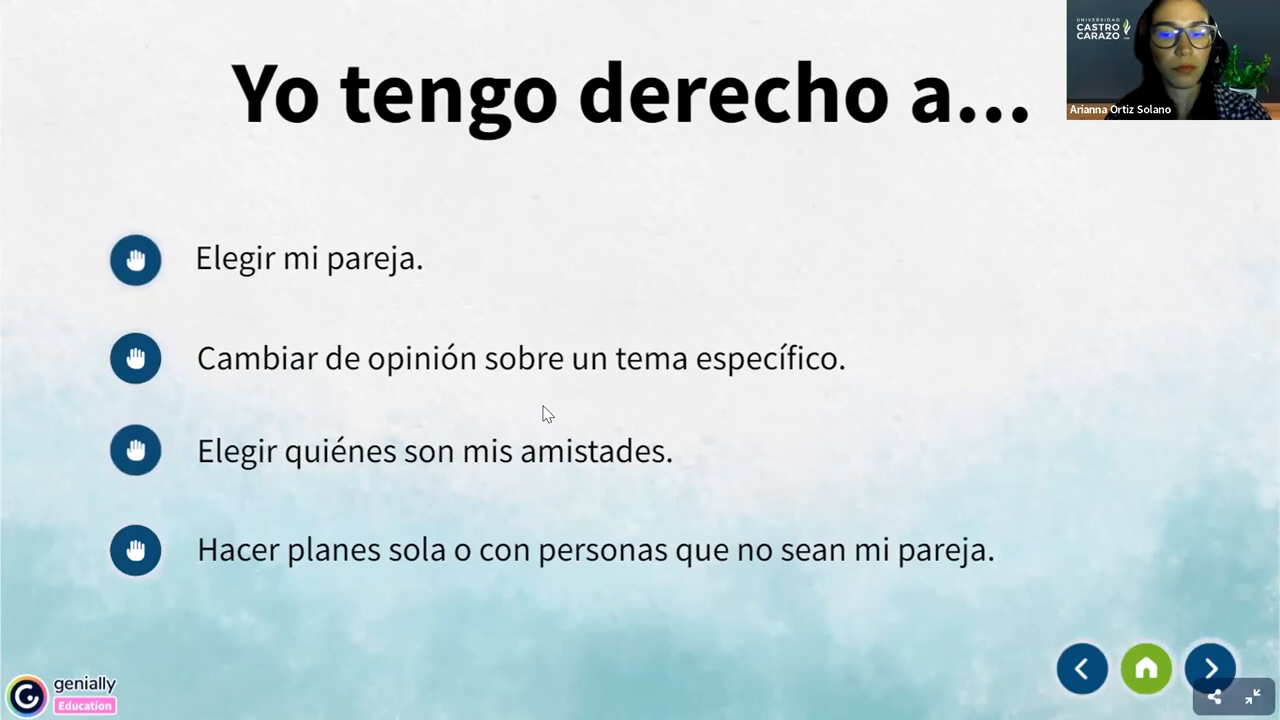 Yo tengo derecho a...
UNIVERSIDAD
CASTRO
CARAZO
Arianna Ortiz Solano
Elegir mi pareja.
Cambiar de opinión sobre un tema específico.
Elegir quiénes son mis amistades.
Hacer planes sola o con personas que no sean mi pareja.
genially
Education